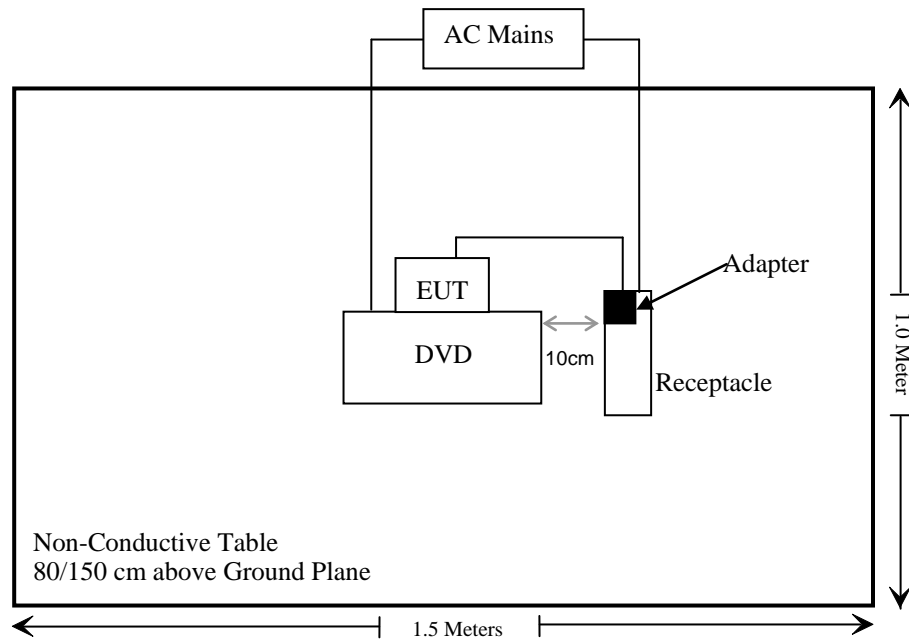 AC Mains
Adapter
EUT
DVD
10cm
Receptacle
1.0 Meter
Non-Conductive Table
80/150 cm above Ground Plane
1.5 Meters